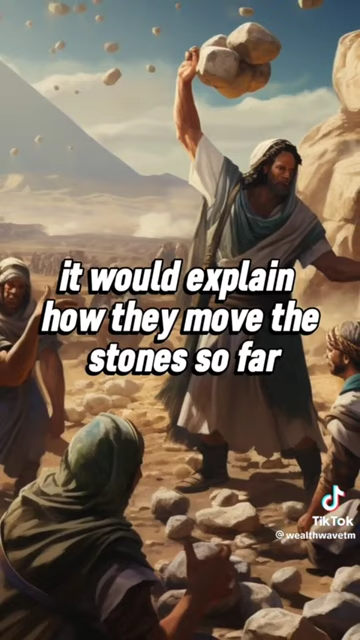 it would explain
how they move the
stones so far
TikTok
@wealthwavetm